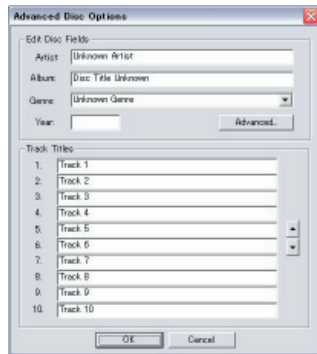 Advanced Disc Options
Edit Disc Fields
Artist: Unknown Artist
Album: Disc Title Unknown
Genre: Unknown Genre
Year:
Advanced..
Track Titles
1. Track 1
2. Track 2
3. Track 3
4. Track 4
5. Track 5
6. Track 6
7. Track 7
8. Track 8
9. Track 9
10. Track 10
OK Cancel